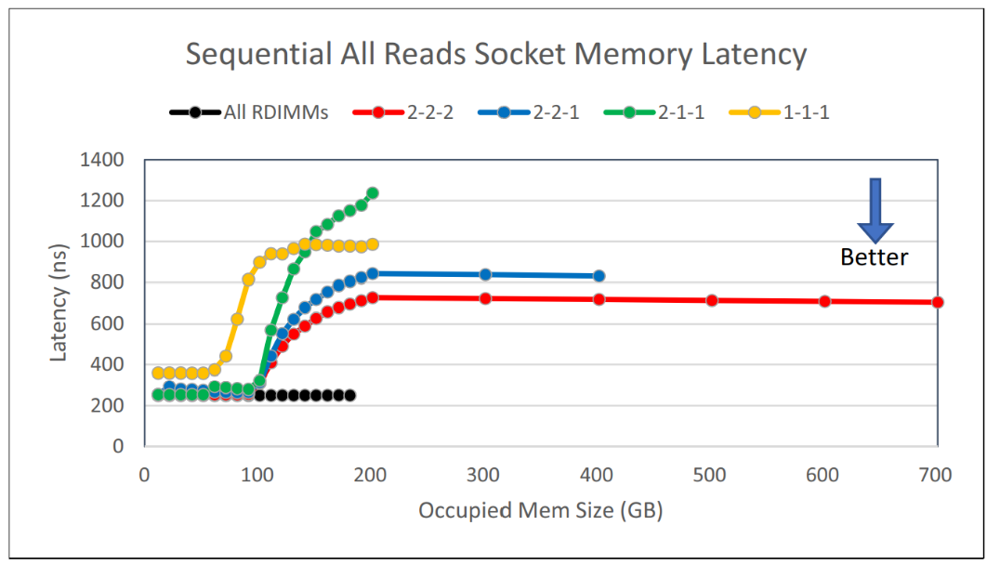 Sequential All Reads Socket Memory Latency
All RDIMMs 2-2-2 2-2-1 2-1-1 1-1-1
1400
1200
1000
800
600
400
200
0
Latency (ns)
Better
0 100 200 300 400 500 600 700
Occupied Mem Size (GB)